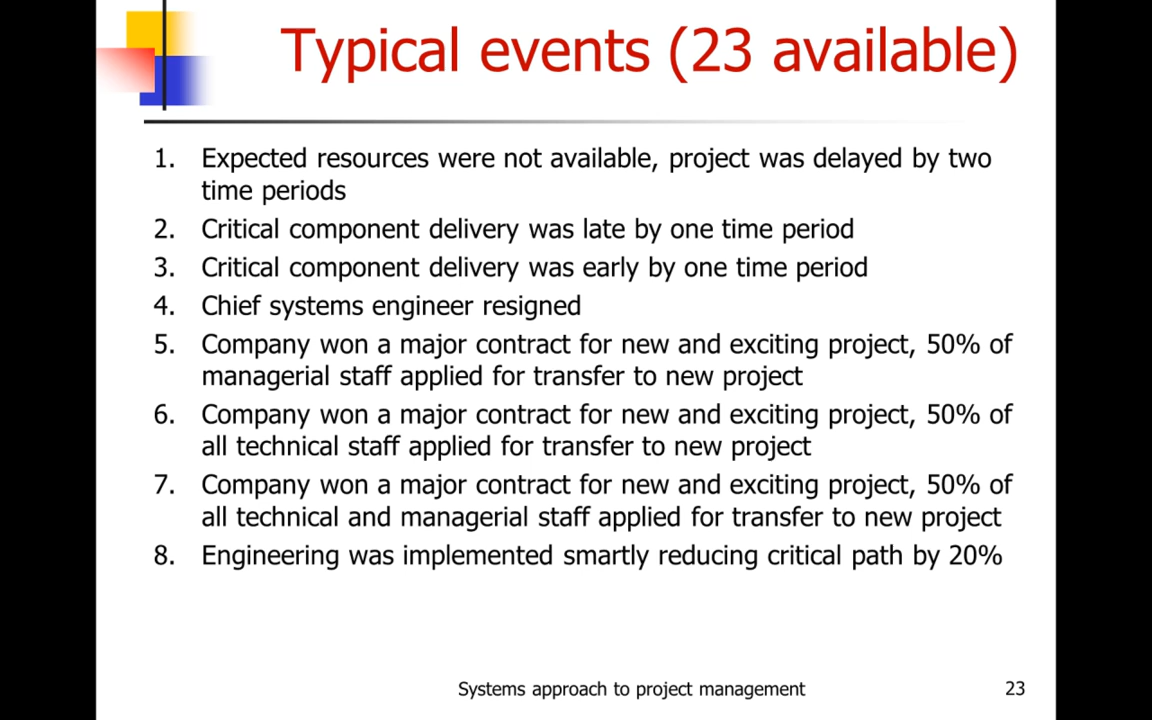 Typical events (23 available)
1. Expected resources were not available, project was delayed by two
time periods
2. Critical component delivery was late by one time period
3. Critical component delivery was early by one time period
4. Chief systems engineer resigned
5. Company won a major contract for new and exciting project, 50% of
managerial staff applied for transfer to new project
6. Company won a major contract for new and exciting project, 50% of
all technical staff applied for transfer to new project
7. Company won a major contract for new and exciting project, 50% of
all technical and managerial staff applied for transfer to new project
8. Engineering was implemented smartly reducing critical path by 20%
Systems approach to project management
23